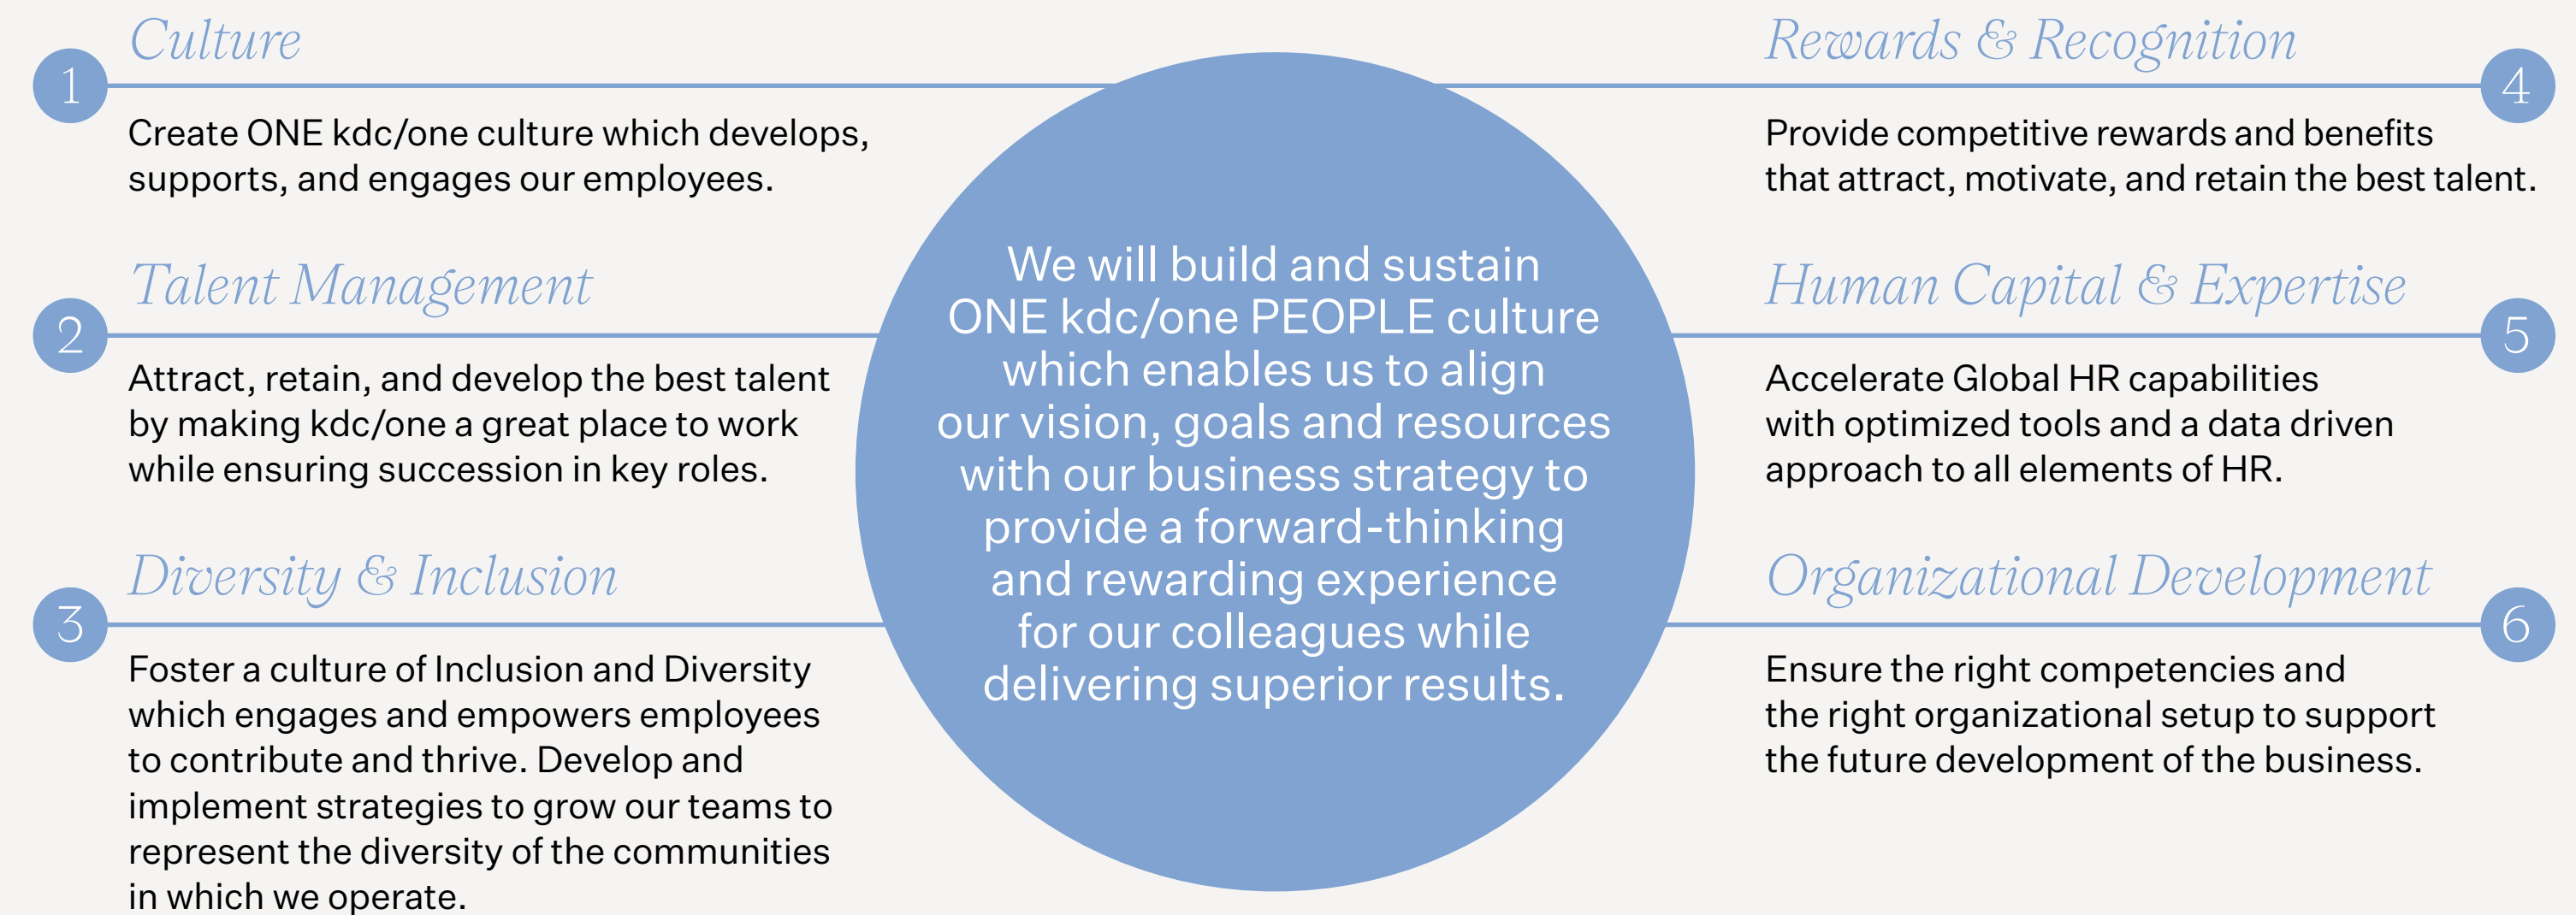 Culture
1
Create ONE kdc/one culture which develops,
supports, and engages our employees.
Talent Management
2
Attract, retain, and develop the best talent
by making kdc/one a great place to work
while ensuring succession in key roles.
Diversity & Inclusion
3
Foster a culture of Inclusion and Diversity
which engages and empowers employees
to contribute and thrive. Develop and
implement strategies to grow our teams to
represent the diversity of the communities
in which we operate.
We will build and sustain
ONE kdc/one PEOPLE culture
which enables us to align
our vision, goals and resources
with our business strategy to
provide a forward-thinking
and rewarding experience
for our colleagues while
delivering superior results.
Rewards & Recognition
4
Provide competitive rewards and benefits
that attract, motivate, and retain the best talent.
Human Capital & Expertise
5
Accelerate Global HR capabilities
with optimized tools and a data driven
approach to all elements of HR.
Organizational Development
6
Ensure the right competencies and
the right organizational setup to support
the future development of the business.